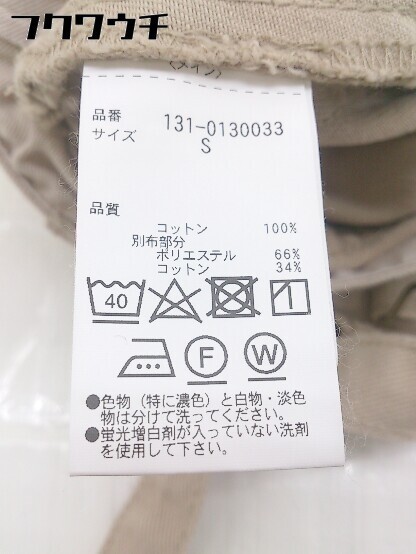 フクワウチ
品番 131-0130033
サイズ S
品質
コットン 100%
別布部分
ポリエステル 66%
コットン 34%
40
F W
●色物（特に濃色）と白物・淡色
物は分けて洗ってください。
●蛍光増白剤が入っていない洗剤
を使用して下さい。